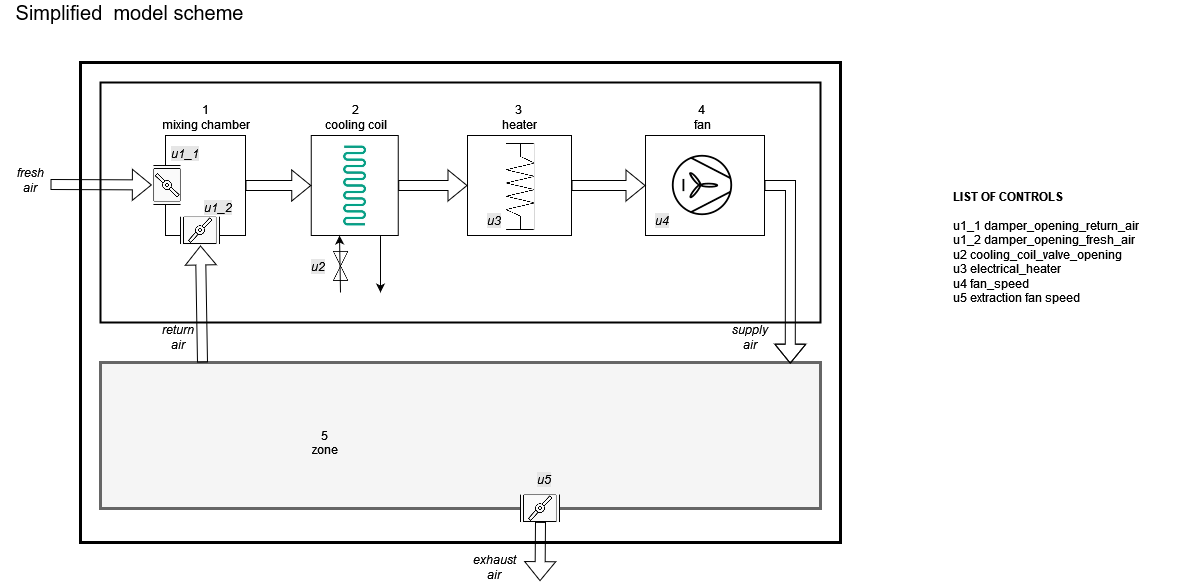 Simplified  model scheme
1
mixing chamber
2
cooling coil
3
heater
4
fan
u1_1
fresh
air
u1_2
u3
u4
u2
LIST OF CONTROLS
u1_1 damper_opening_return_air
u1_2 damper_opening_fresh_air
u2 cooling_coil_valve_opening
u3 electrical_heater
u4 fan_speed
u5 extraction fan speed
return
air
supply
air
5
zone
u5
exhaust
air